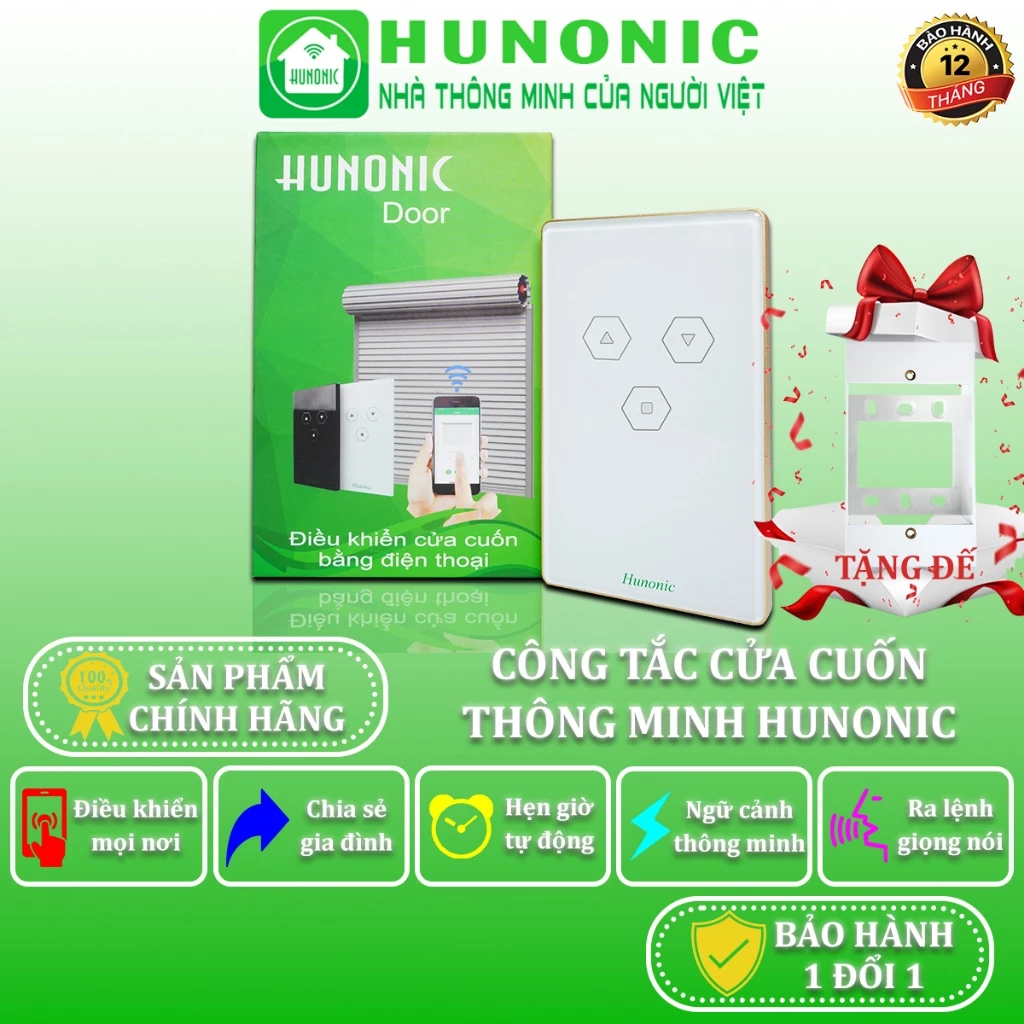 HUNONIC
HUNONIC
NHÀ THÔNG MINH CỦA NGƯỜI VIỆT
BẢO HÀNH
12
THÁNG
HUNONIC
Door
Hunonic
Điều khiển cửa cuốn
bằng điện thoại
Hunonic
TẶNG ĐẾ
100%
Quality
SẢN PHẨM
CHÍNH HÃNG
CÔNG TẮC CỬA CUỐN
THÔNG MINH HUNONIC
Điều khiển
mọi nơi
Chia sẻ
gia đình
Hẹn giờ
tự động
Ngữ cảnh
thông minh
Ra lệnh
giọng nói
BẢO HÀNH
1 ĐỔI 1